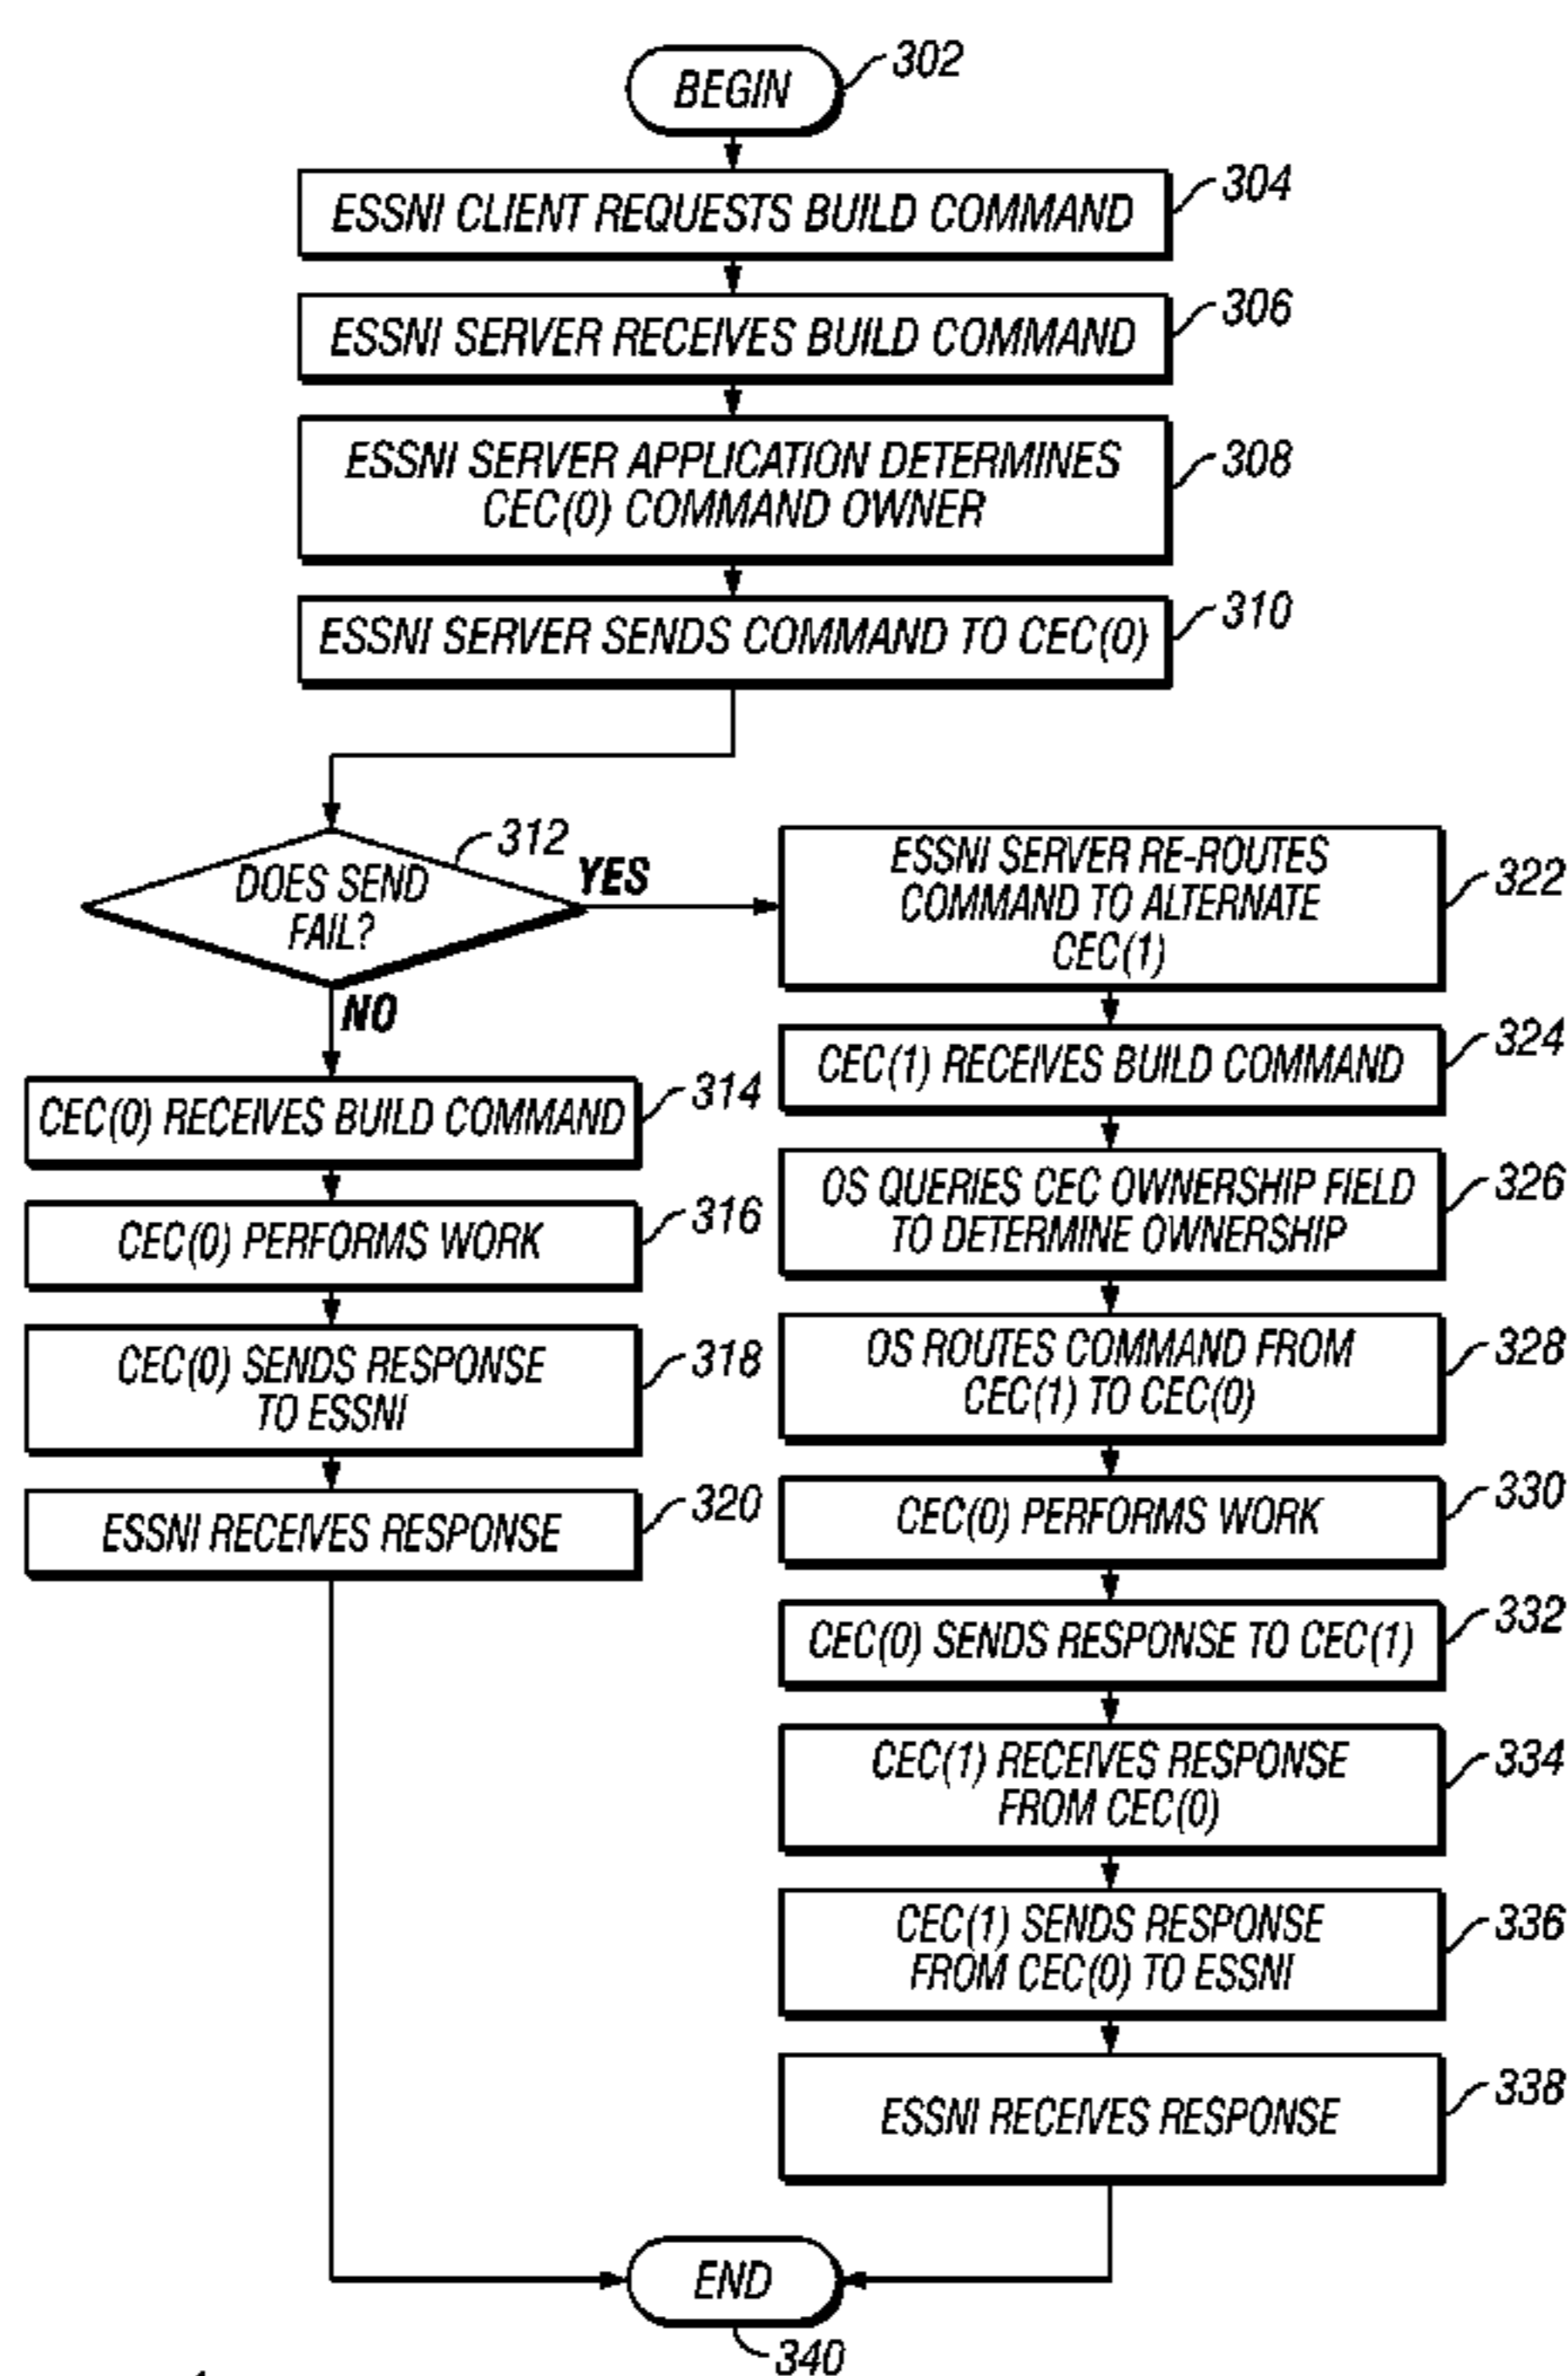 BEGIN
302
ESSNI CLIENT REQUESTS BUILD COMMAND
304
ESSNI SERVER RECEIVES BUILD COMMAND
306
ESSNI SERVER APPLICATION DETERMINES
CEC(0) COMMAND OWNER
308
ESSNI SERVER SENDS COMMAND TO CEC(0)
310
DOES SEND
FAIL?
312
YES
NO
CEC(0) RECEIVES BUILD COMMAND
314
CEC(0) PERFORMS WORK
316
CEC(0) SENDS RESPONSE
TO ESSNI
318
ESSNI RECEIVES RESPONSE
320
ESSNI SERVER RE-ROUTES
COMMAND TO ALTERNATE
CEC(1)
322
CEC(1) RECEIVES BUILD COMMAND
324
OS QUERIES CEC OWNERSHIP FIELD
TO DETERMINE OWNERSHIP
326
OS ROUTES COMMAND FROM
CEC(1) TO CEC(0)
328
CEC(0) PERFORMS WORK
330
CEC(0) SENDS RESPONSE TO CEC(1)
332
CEC(1) RECEIVES RESPONSE
FROM CEC(0)
334
CEC(1) SENDS RESPONSE
FROM CEC(0) TO ESSNI
336
ESSNI RECEIVES RESPONSE
338
END
340